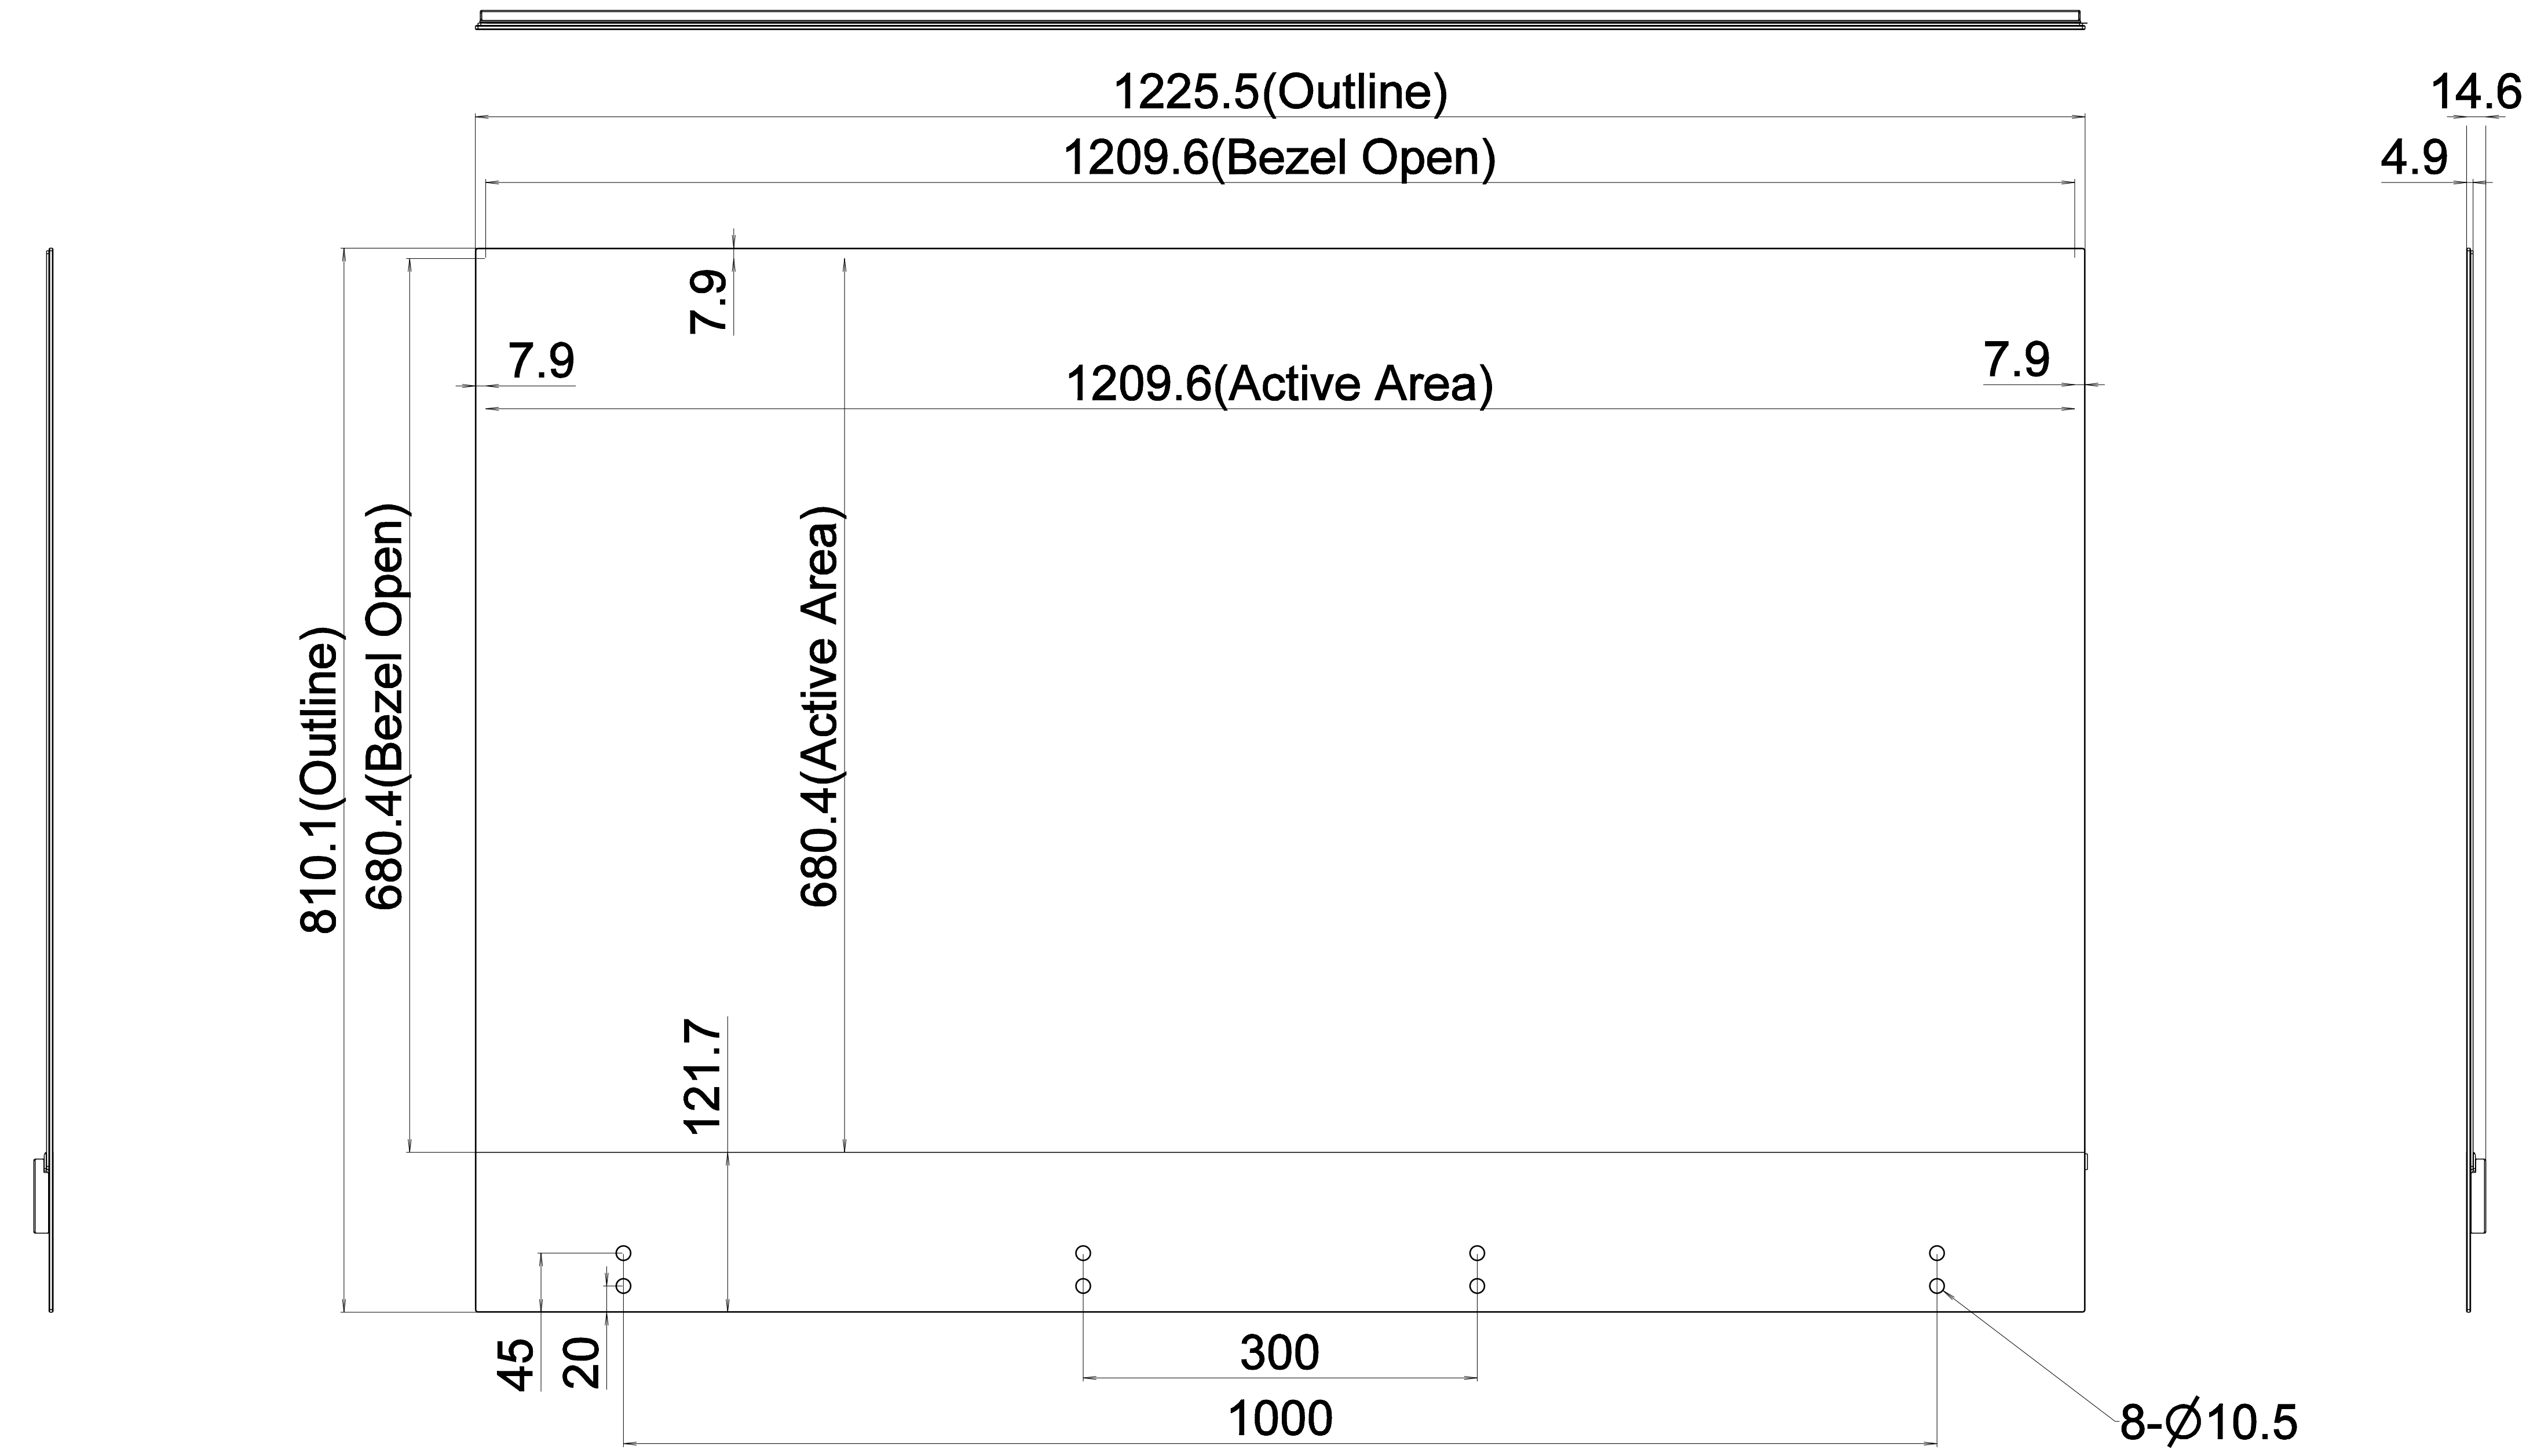 1225.5(Outline)
14.6
1209.6(Bezel Open)
4.9
7.9
7.9
7.9
1209.6(Active Area)
810.1(Outline)
680.4(Bezel Open)
680.4(Active Area)
121.7
45
20
300
1000
8-∅10.5